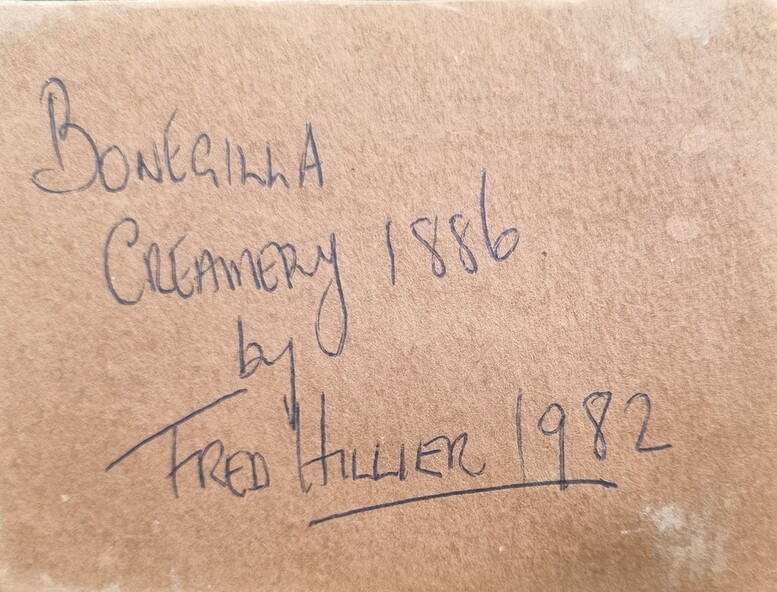 BONEGILLA
CREAMERY 1886.
by
FRED HILLIER 1982